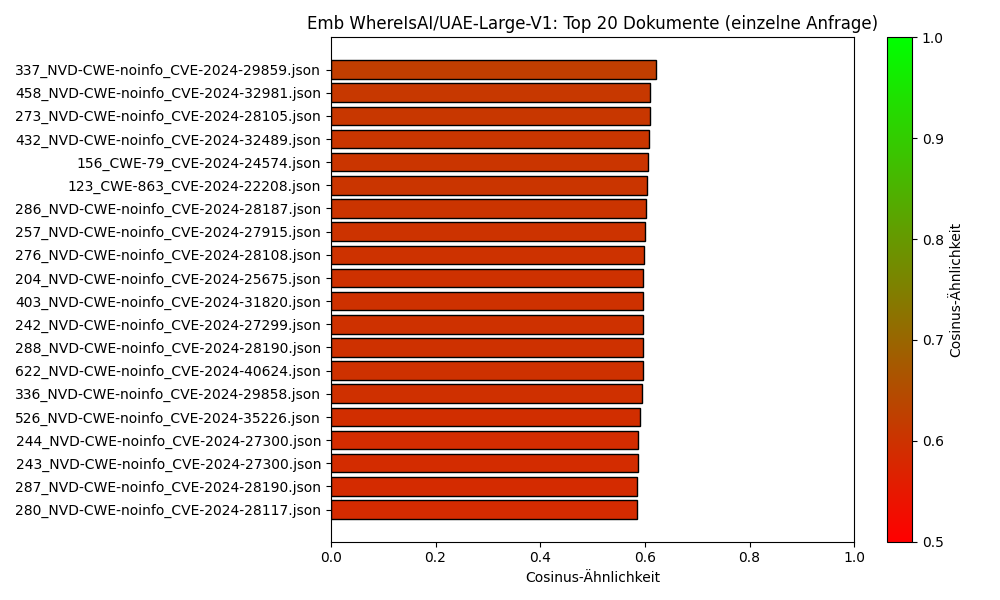 Emb WhereIsAI/UAE-Large-V1: Top 20 Dokumente (einzelne Anfrage)
337_NVD-CWE-noinfo_CVE-2024-29859.json
458_NVD-CWE-noinfo_CVE-2024-32981.json
273_NVD-CWE-noinfo_CVE-2024-28105.json
432_NVD-CWE-noinfo_CVE-2024-32489.json
156_CWE-79_CVE-2024-24574.json
123_CWE-863_CVE-2024-22208.json
286_NVD-CWE-noinfo_CVE-2024-28187.json
257_NVD-CWE-noinfo_CVE-2024-27915.json
276_NVD-CWE-noinfo_CVE-2024-28108.json
204_NVD-CWE-noinfo_CVE-2024-25675.json
403_NVD-CWE-noinfo_CVE-2024-31820.json
242_NVD-CWE-noinfo_CVE-2024-27299.json
288_NVD-CWE-noinfo_CVE-2024-28190.json
622_NVD-CWE-noinfo_CVE-2024-40624.json
336_NVD-CWE-noinfo_CVE-2024-29858.json
526_NVD-CWE-noinfo_CVE-2024-35226.json
244_NVD-CWE-noinfo_CVE-2024-27300.json
243_NVD-CWE-noinfo_CVE-2024-27300.json
287_NVD-CWE-noinfo_CVE-2024-28190.json
280_NVD-CWE-noinfo_CVE-2024-28117.json
0.0 0.2 0.4 0.6 0.8 1.0
Cosinus-Ähnlichkeit
1.0
0.9
0.8
0.7
0.6
0.5
Cosinus-Ähnlichkeit